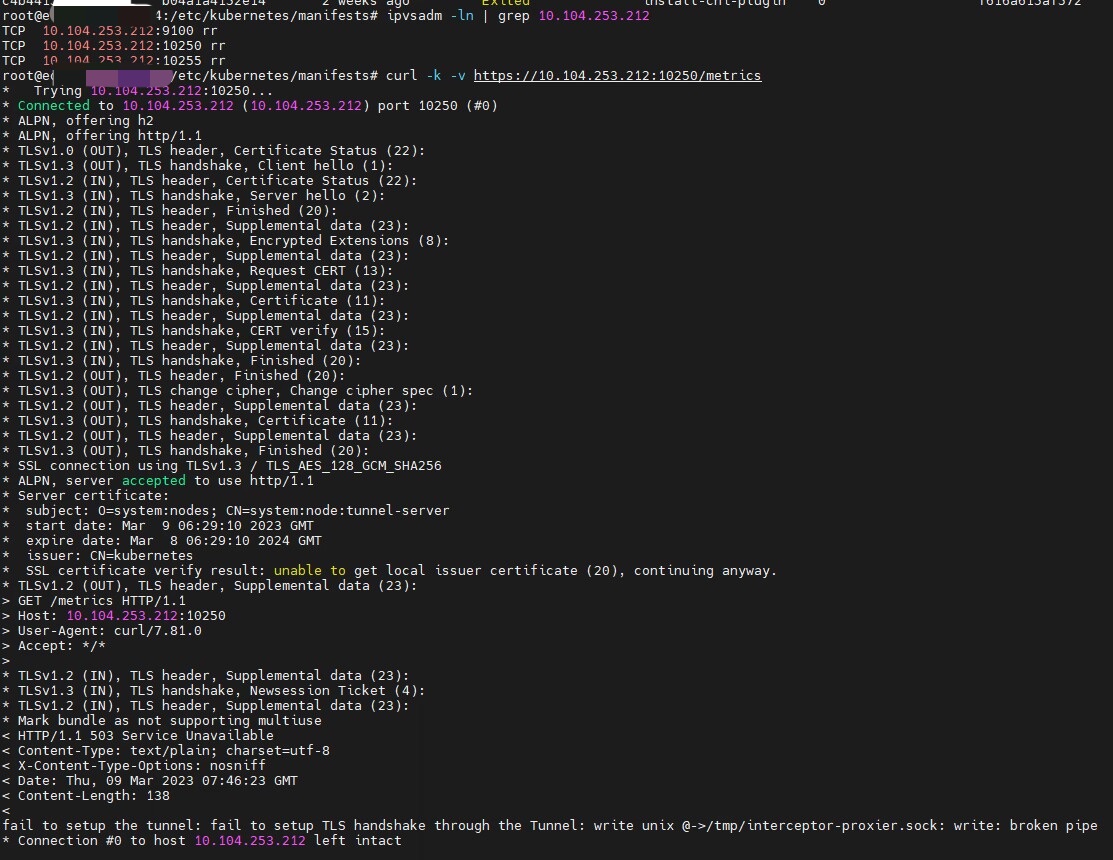 2 weeks ago Exited install-cni-plugin 0
root@e 4:/etc/kubernetes/manifests# ipvsadm -ln | grep 10.104.253.212
TCP 10.104.253.212:9100 rr
TCP 10.104.253.212:10250 rr
TCP 10.104.253.212:10255 rr
root@e /etc/kubernetes/manifests# curl -k -v https://10.104.253.212:10250/metrics
* Trying 10.104.253.212:10250...
* Connected to 10.104.253.212 (10.104.253.212) port 10250 (#0)
* ALPN, offering h2
* ALPN, offering http/1.1
* TLSv1.0 (OUT), TLS header, Certificate Status (22):
* TLSv1.3 (OUT), TLS handshake, Client hello (1):
* TLSv1.2 (IN), TLS header, Certificate Status (22):
* TLSv1.3 (IN), TLS handshake, Server hello (2):
* TLSv1.2 (IN), TLS header, Finished (20):
* TLSv1.2 (IN), TLS header, Supplemental data (23):
* TLSv1.3 (IN), TLS handshake, Encrypted Extensions (8):
* TLSv1.2 (IN), TLS header, Supplemental data (23):
* TLSv1.3 (IN), TLS handshake, Request CERT (13):
* TLSv1.2 (IN), TLS header, Supplemental data (23):
* TLSv1.3 (IN), TLS handshake, Certificate (11):
* TLSv1.2 (IN), TLS header, Supplemental data (23):
* TLSv1.3 (IN), TLS handshake, CERT verify (15):
* TLSv1.2 (IN), TLS header, Supplemental data (23):
* TLSv1.3 (IN), TLS handshake, Finished (20):
* TLSv1.2 (OUT), TLS header, Finished (20):
* TLSv1.3 (OUT), TLS change cipher, Change cipher spec (1):
* TLSv1.2 (OUT), TLS header, Supplemental data (23):
* TLSv1.3 (OUT), TLS handshake, Certificate (11):
* TLSv1.2 (OUT), TLS header, Supplemental data (23):
* TLSv1.3 (OUT), TLS handshake, Finished (20):
* SSL connection using TLSv1.3 / TLS_AES_128_GCM_SHA256
* ALPN, server accepted to use http/1.1
* Server certificate:
* subject: O=system:nodes; CN=system:node:tunnel-server
* start date: Mar 9 06:29:10 2023 GMT
* expire date: Mar 8 06:29:10 2024 GMT
* issuer: CN=kubernetes
* SSL certificate verify result: unable to get local issuer certificate (20), continuing anyway.
* TLSv1.2 (OUT), TLS header, Supplemental data (23):
> GET /metrics HTTP/1.1
> Host: 10.104.253.212:10250
> User-Agent: curl/7.81.0
> Accept: */*
>
* TLSv1.2 (IN), TLS header, Supplemental data (23):
* TLSv1.3 (IN), TLS handshake, Newsession Ticket (4):
* TLSv1.2 (IN), TLS header, Supplemental data (23):
* Mark bundle as not supporting multiuse
< HTTP/1.1 503 Service Unavailable
< Content-Type: text/plain; charset=utf-8
< X-Content-Type-Options: nosniff
< Date: Thu, 09 Mar 2023 07:46:23 GMT
< Content-Length: 138
<
fail to setup the tunnel: fail to setup TLS handshake through the Tunnel: write unix @->/tmp/interceptor-proxier.sock: write: broken pipe
* Connection #0 to host 10.104.253.212 left intact